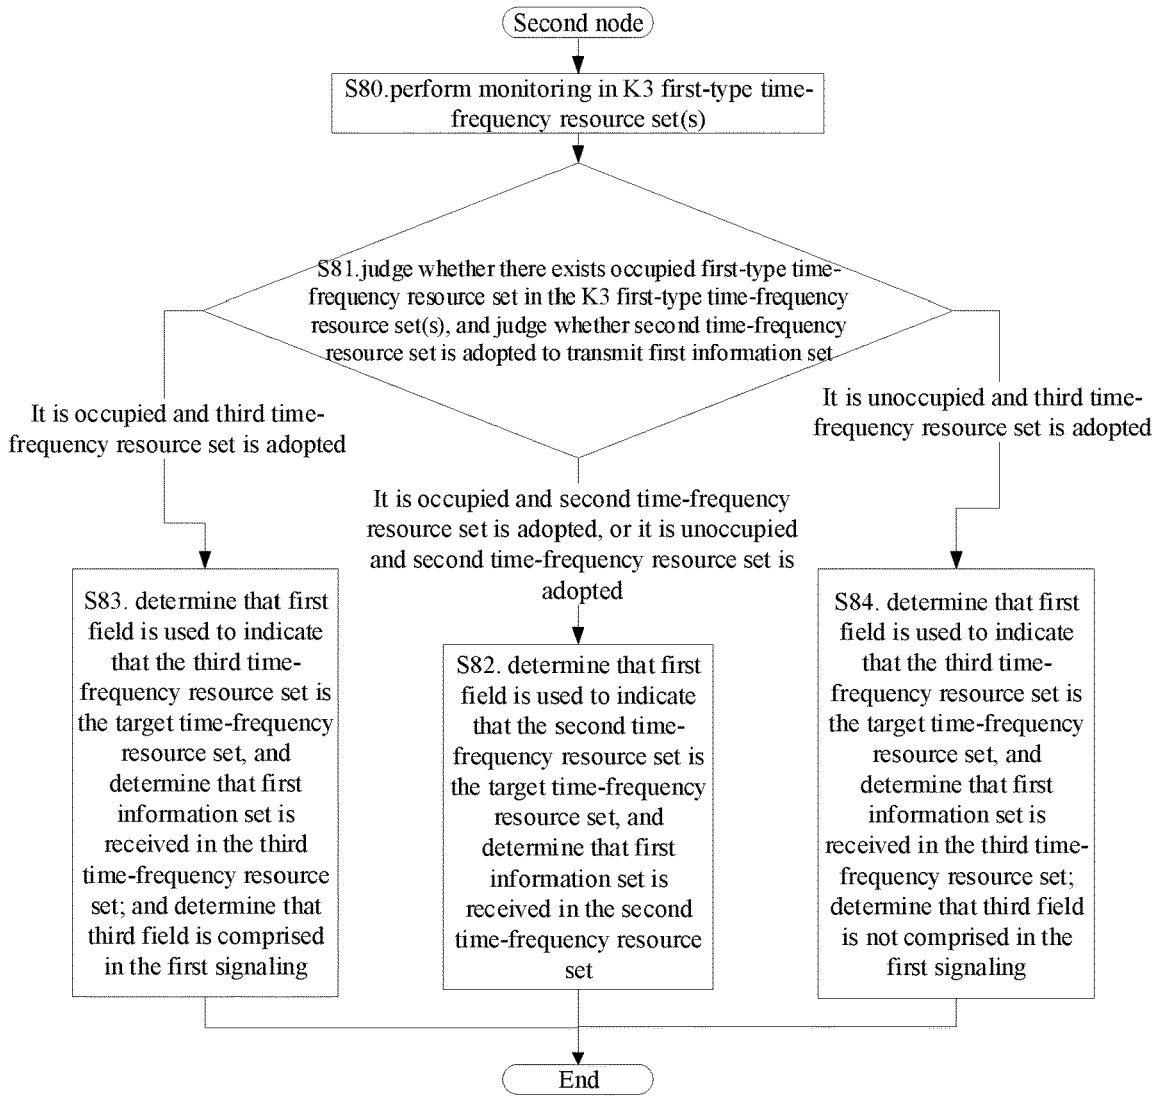 Second node
S80.perform monitoring in K3 first-type time-
frequency resource set(s)
S81.judge whether there exists occupied first-type time-
frequency resource set in the K3 first-type time-frequency
resource set(s), and judge whether second time-frequency
resource set is adopted to transmit first information set
It is occupied and third time-
frequency resource set is adopted
It is occupied and second time-frequency
resource set is adopted, or it is unoccupied
and second time-frequency resource set is
adopted
It is unoccupied and third time-
frequency resource set is adopted
S83. determine that first
field is used to indicate
that the third time-
frequency resource set is
the target time-frequency
resource set, and
determine that first
information set is
received in the third
time-frequency resource
set; and determine that
third field is comprised
in the first signaling
S82. determine that first
field is used to indicate
that the second time-
frequency resource set is
the target time-frequency
resource set, and
determine that first
information set is
received in the second
time-frequency resource
set
S84. determine that first
field is used to indicate
that the third time-
frequency resource set is
the target time-frequency
resource set, and
determine that first
information set is
received in the third time-
frequency resource set;
determine that third field
is not comprised in the
first signaling
End